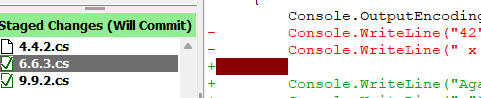 Staged Changes (Will Commit)
4.4.2.cs
6.6.3.cs
9.9.2.cs
{
Console.OutputEncoding
- Console.WriteLine("42"
- Console.WriteLine(" x
+
+ Console.WriteLine("Aga